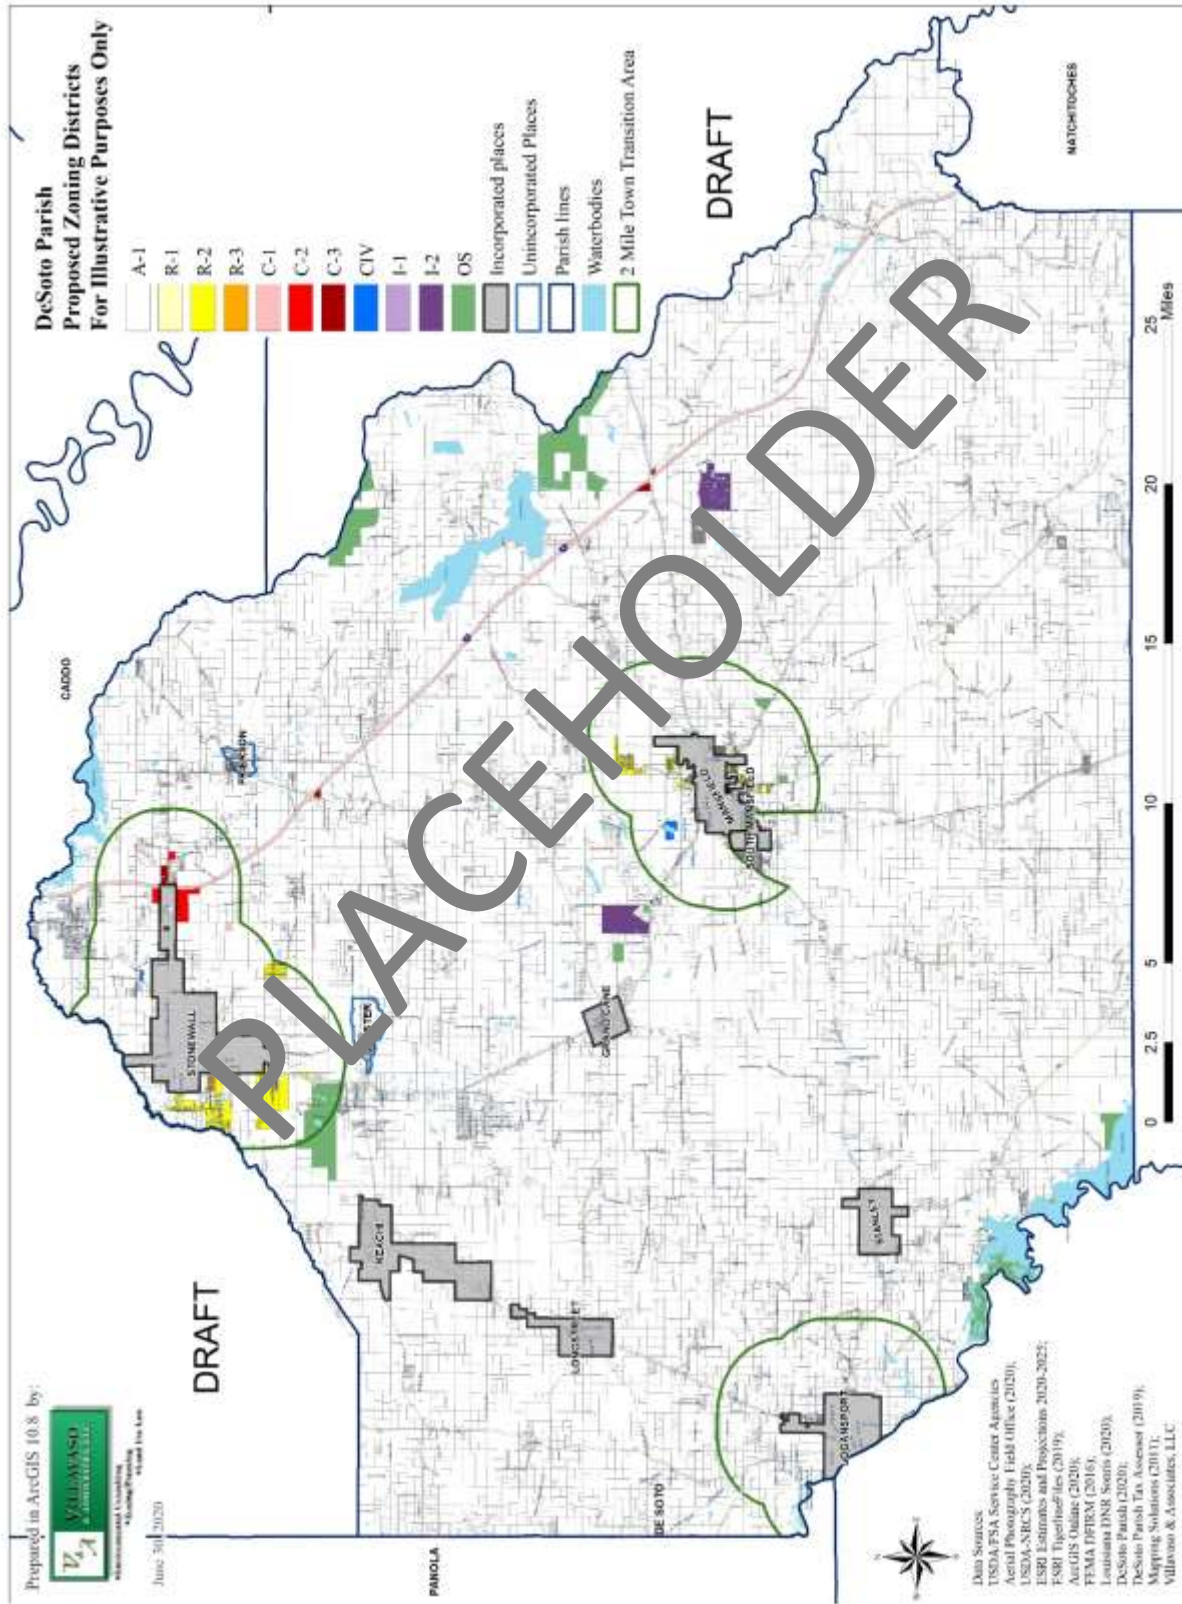 DeSoto Parish
Proposed Zoning Districts
For Illustrative Purposes Only
A-1
R-1
R-2
R-3
C-1
C-2
C-3
CIV
I-1
I-2
OS
Incorporated places
Unincorporated Places
Parish lines
Waterbodies
2 Mile Town Transition Area
Prepared in ArcGIS 10.8 by:
V&A
VILLAVASO
June 30 2020
DRAFT
DRAFT
PLACEHOLDER
CADDO
NATCHITOCHES
PANOLA
DE SOTO
STONEWALL
KEACHI
LONGSTREET
LOGANSPORT
STANLEY
GRAND CANE
MANSFIELD
SOUTH MANSFIELD
0 2.5 5 10 15 20 25
Miles
Data Sources
USDA/FSA Service Center Agencies
Aerial Photography Field Office (2020);
USDA-NRCS (2020);
ESRI Estimates and Projections 2020-2025;
ESRI Tigerline Files (2019);
ArcGIS Online (2020);
FEMA DFIRM (2016);
Louisiana DNR Sonris (2020);
DeSoto Parish (2020);
DeSoto Parish Tax Assessor (2019);
Mapping Solutions (2011);
Villavaso & Associates, LLC